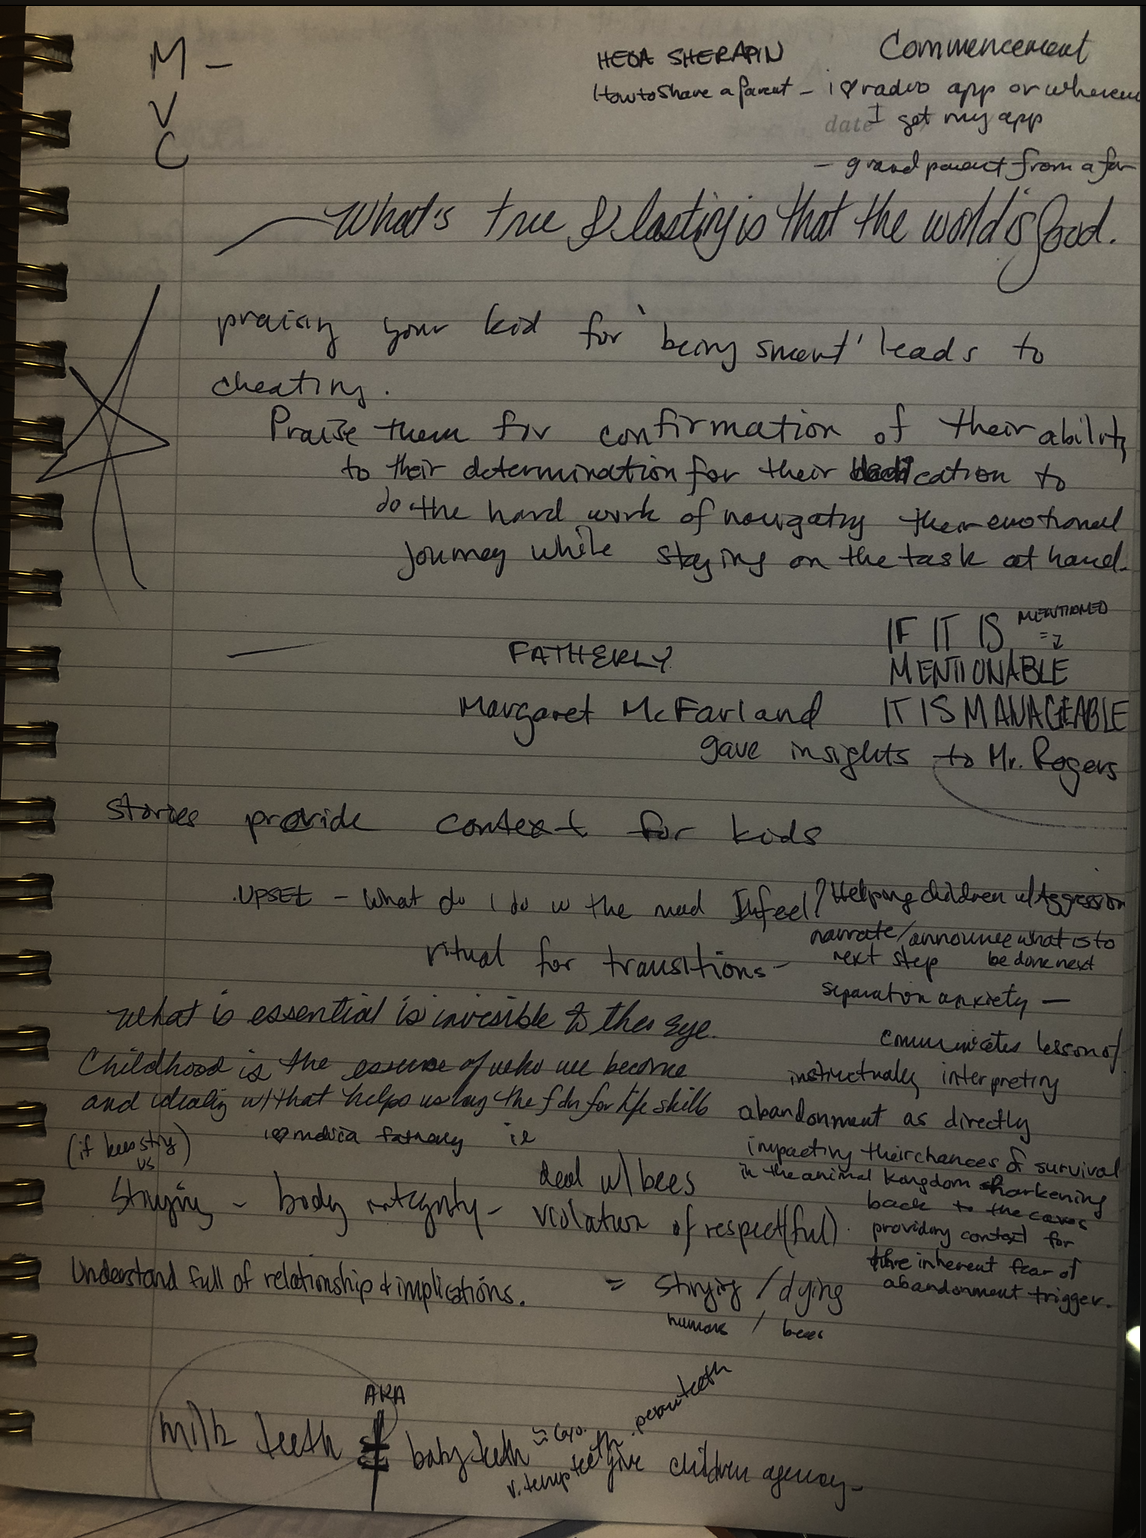 M -
V
C
HEDA SHERAPIN
Commencement
How to share a parent - i ♡ radio app or wherever
I get my app
date
- grandparent from a far
What's true & lasting is that the world is Good.
praising your kid for 'being smart' leads to
cheating.
Praise them for confirmation of their ability
to their determination for their dedication to
do the hard work of navigating their emotional
journey while staying on the task at hand.
IF IT IS MENTIONED
MENTIONABLE
IT IS MANAGEABLE
FATHERLY
Margaret McFarland
gave insights to Mr. Rogers
stories provide context for kids
UPSET - What do I do w the mad I feel?
Helping children w/ Aggression
narrate/announce what is to
next step be done next
ritual for transitions -
separation anxiety -
What is essential is invisible to the eye.
Childhood is the essence of who we become
and w/ that helps us lay the fdn for life skills
communicates lesson of
instructually interpreting
abandonment as directly
impacting their chances of survival
in the animal kingdom harkening
back to the caves
providing context for
the inherent fear of
abandonment trigger.
(if bees sting)
vs
i ♡ media fatherly ie
deal w/ bees
Stinging - body integrity - violation of respect(ful).
Understand full of relationship & implications.
= stinging / dying
humans / bees
milk teeth
AKA
baby teeth
v. temp teeth
give children agency -